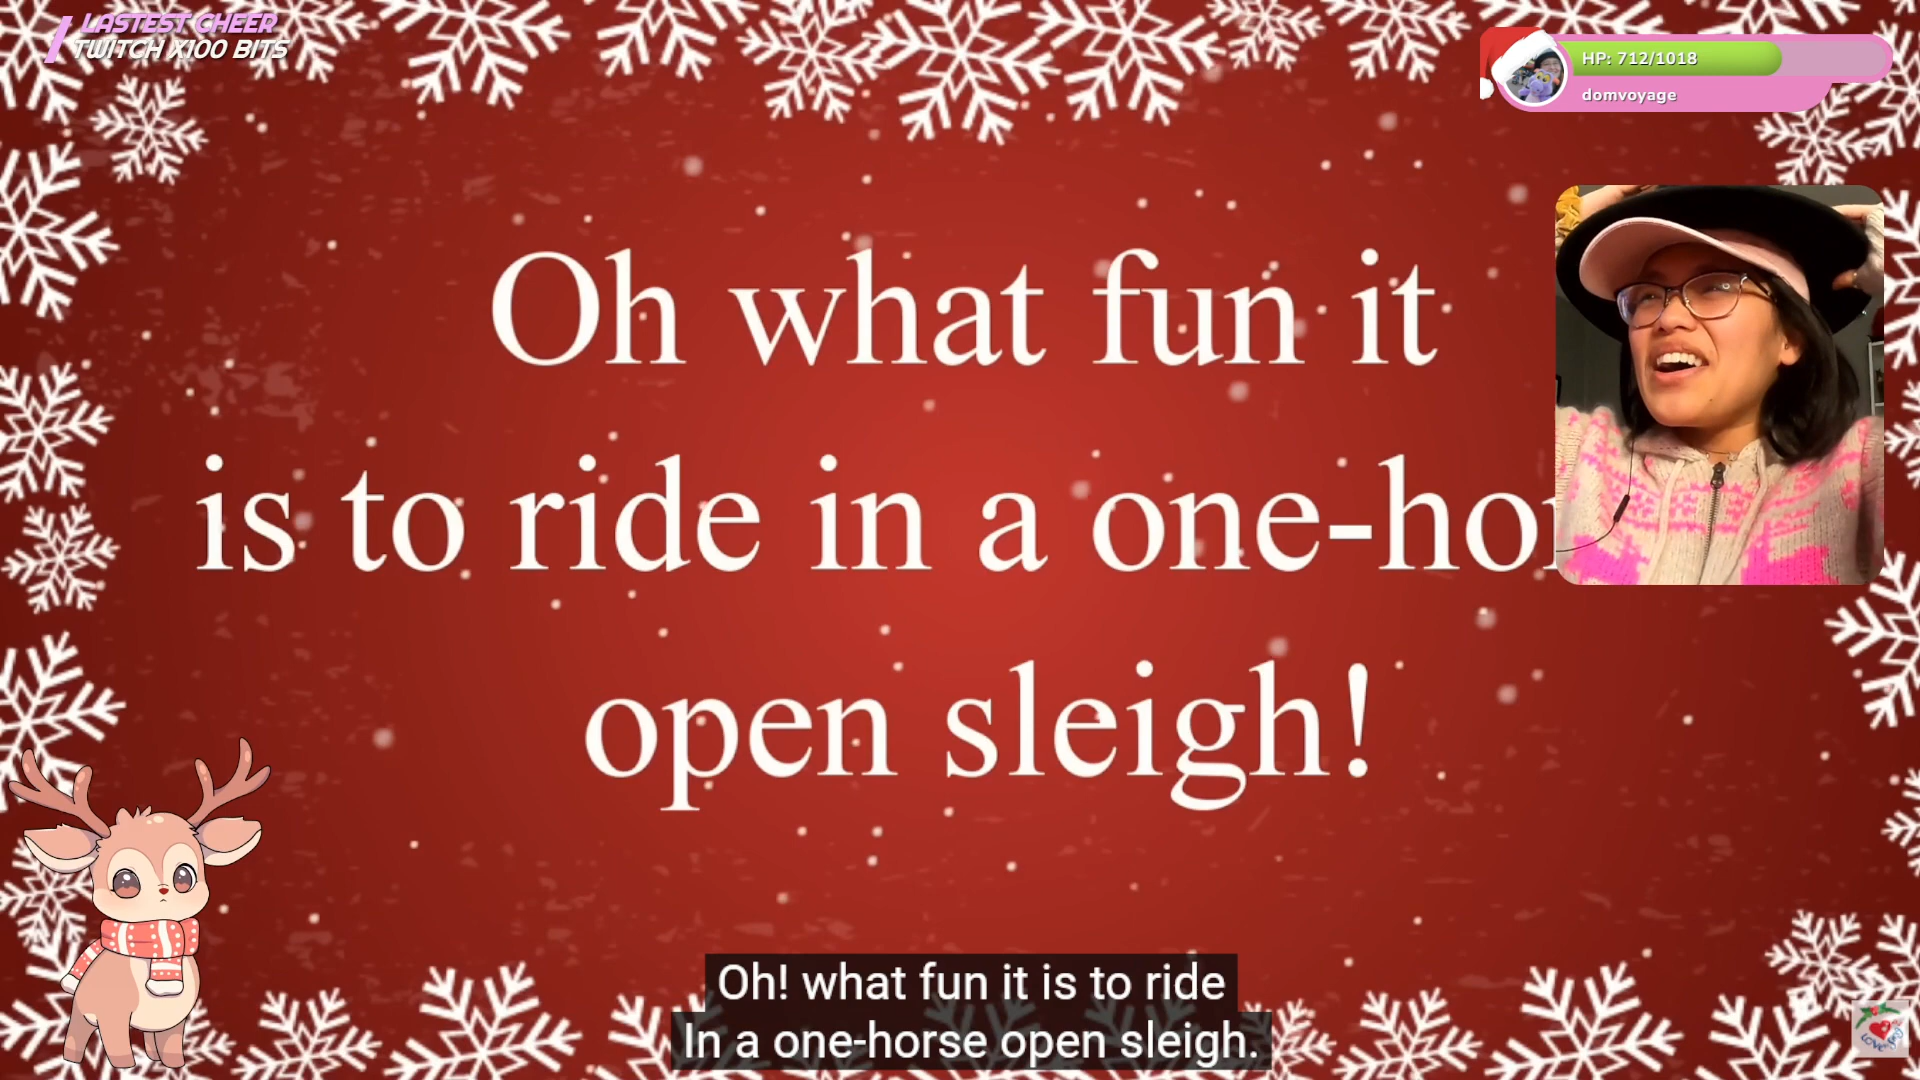 LASTEST CHEER
TWITCH X100 BITS
HP: 712/1018
domvoyage
Oh what fun it
is to ride in a one-hor
open sleigh!
Oh! what fun it is to ride
In a one-horse open sleigh.